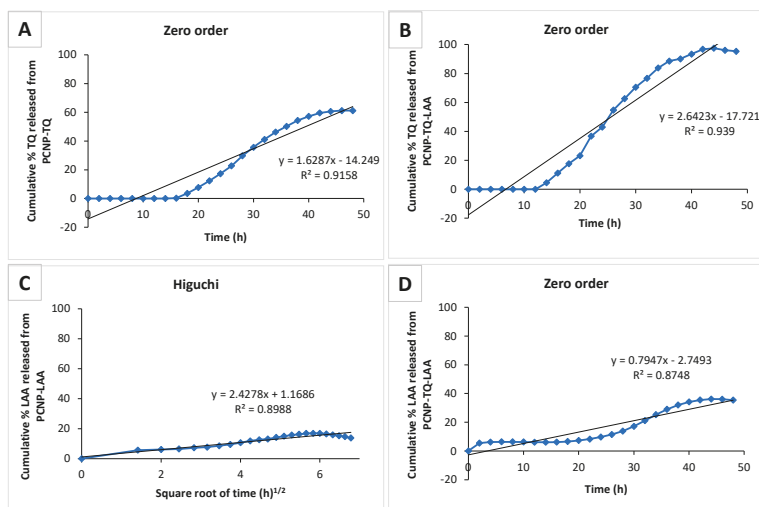 A
Zero order
Cumulative % TQ released from
PCNP-TQ
100
80
60
40
20
0
-20
0
10
20
30
40
50
y = 1.6287x - 14.249
R² = 0.9158
Time (h)
B
Zero order
Cumulative % TQ released from
PCNP-TQ-LAA
100
80
60
40
20
0
-20
0
10
20
30
40
50
y = 2.6423x - 17.721
R² = 0.939
Time (h)
C
Higuchi
Cumulative % LAA released from
PCNP-LAA
100
80
60
40
20
0
-20
0
2
4
6
y = 2.4278x + 1.1686
R² = 0.8988
Square root of time (h)¹/²
D
Zero order
Cumulative % LAA released from
PCNP-TQ-LAA
100
80
60
40
20
0
-20
0
10
20
30
40
50
y = 0.7947x - 2.7493
R² = 0.8748
Time (h)